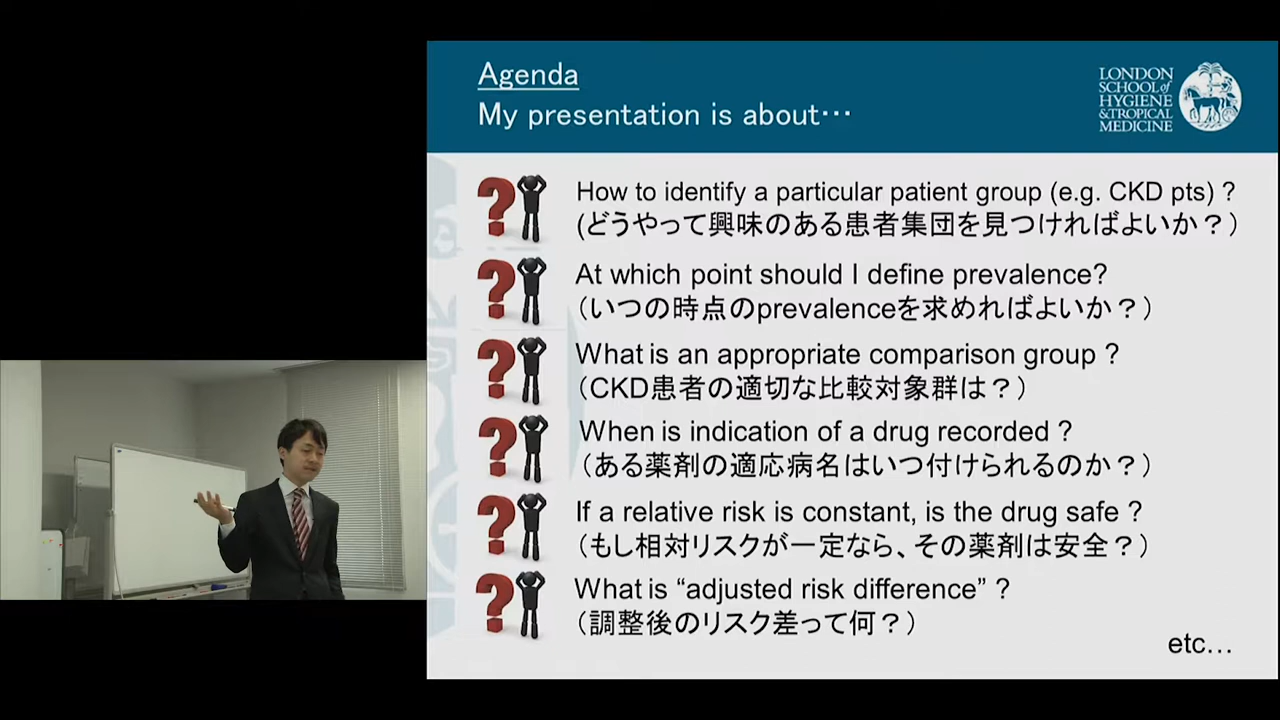 Agenda
My presentation is about…
LONDON
SCHOOL of
HYGIENE
& TROPICAL
MEDICINE
How to identify a particular patient group (e.g. CKD pts) ?
(どうやって興味のある患者集団を見つければよいか？)
At which point should I define prevalence?
（いつの時点のprevalenceを求めればよいか？）
What is an appropriate comparison group ?
（CKD患者の適切な比較対象群は？）
When is indication of a drug recorded ?
（ある薬剤の適応病名はいつ付けられるのか？）
If a relative risk is constant, is the drug safe ?
（もし相対リスクが一定なら、その薬剤は安全？）
What is “adjusted risk difference” ?
（調整後のリスク差って何？）
etc…